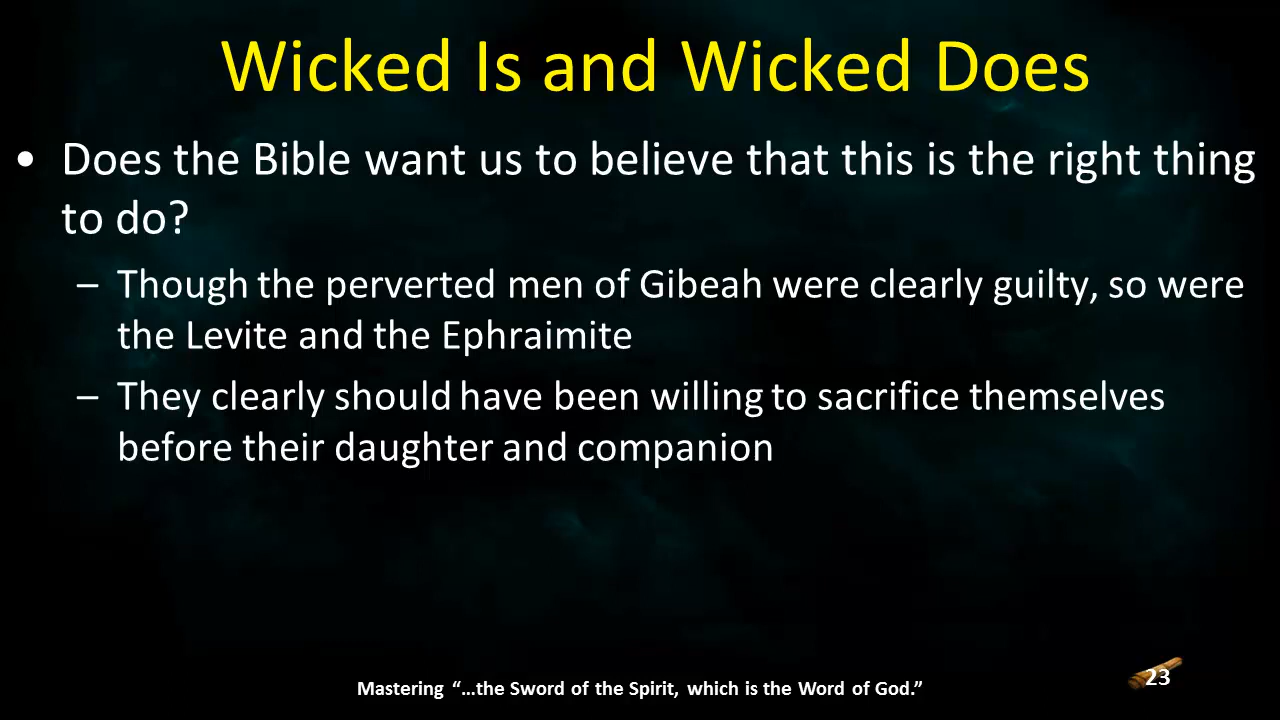 Wicked Is and Wicked Does
• Does the Bible want us to believe that this is the right thing
to do?
– Though the perverted men of Gibeah were clearly guilty, so were
the Levite and the Ephraimite
– They clearly should have been willing to sacrifice themselves
before their daughter and companion
Mastering “…the Sword of the Spirit, which is the Word of God.”
23